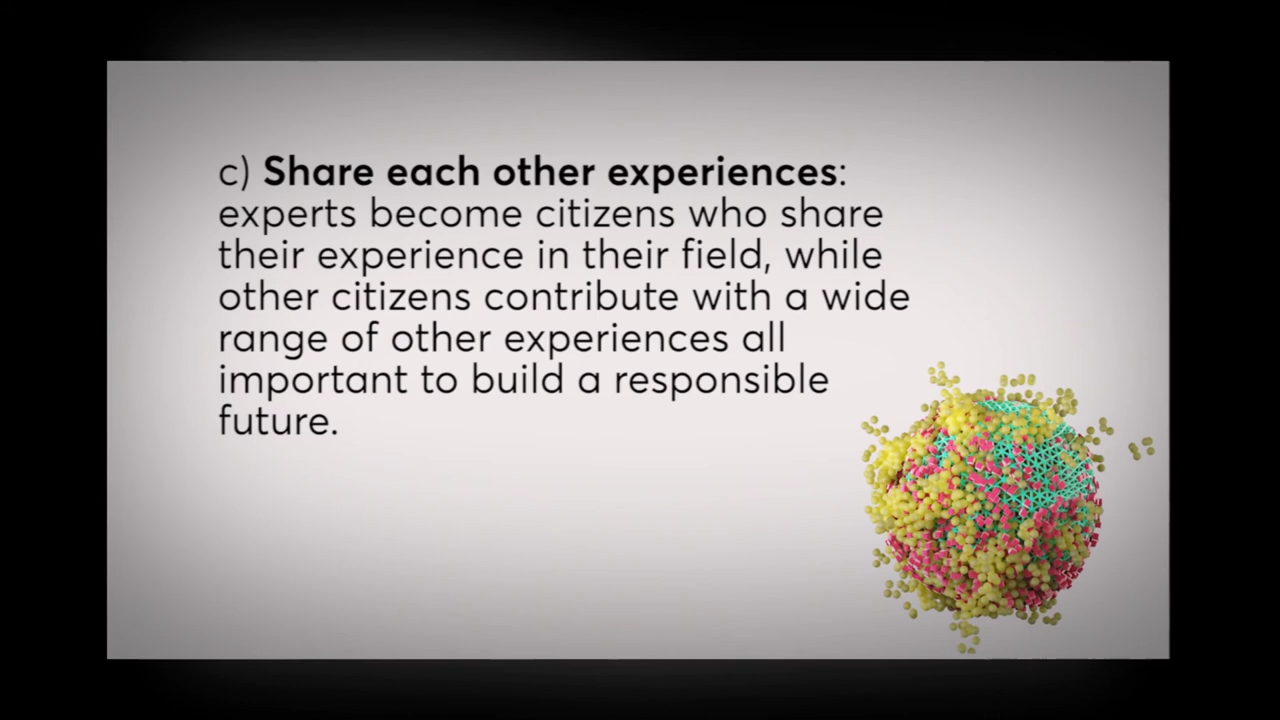 c) Share each other experiences:
experts become citizens who share
their experience in their field, while
other citizens contribute with a wide
range of other experiences all
important to build a responsible
future.